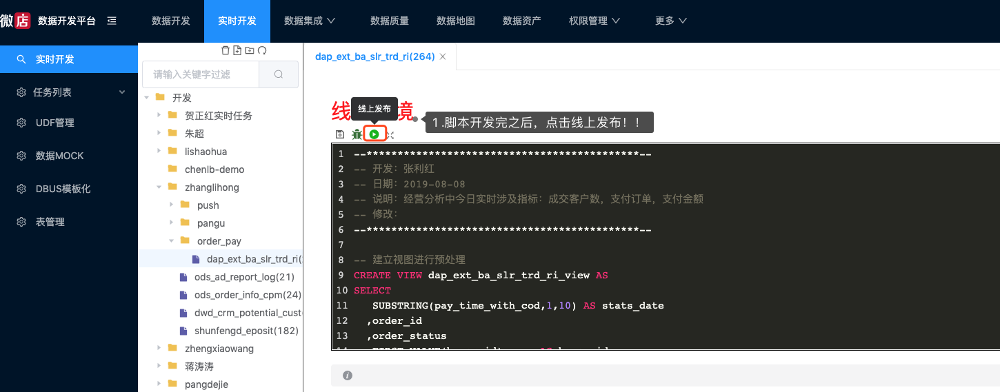 微店 数据开发平台 数据开发 实时开发 数据集成 数据质量 数据地图 数据资产 权限管理 更多
实时开发
任务列表
UDF管理
数据MOCK
DBUS模板化
表管理
请输入关键字过滤
开发
贺正红实时任务
朱超
lishaohua
chenlb-demo
zhanglihong
push
pangu
order_pay
dap_ext_ba_slr_trd_ri(
ods_ad_report_log(21)
ods_order_info_cpm(24)
dwd_crm_potential_cust
shunfengd_eposit(182)
zhengxiaowang
蒋涛涛
pangdejie
dap_ext_ba_slr_trd_ri(264)
线 境
线上发布
1.脚本开发完之后，点击线上发布！！
1 --********************************************--
2 -- 开发：张利红
3 -- 日期：2019-08-08
4 -- 说明：经营分析中今日实时涉及指标：成交客户数，支付订单，支付金额
5 -- 修改：
6 --********************************************--
7
8 -- 建立视图进行预处理
9 CREATE VIEW dap_ext_ba_slr_trd_ri_view AS
10 SELECT
11 SUBSTRING(pay_time_with_cod,1,10) AS stats_date
12 ,order_id
13 ,order_status